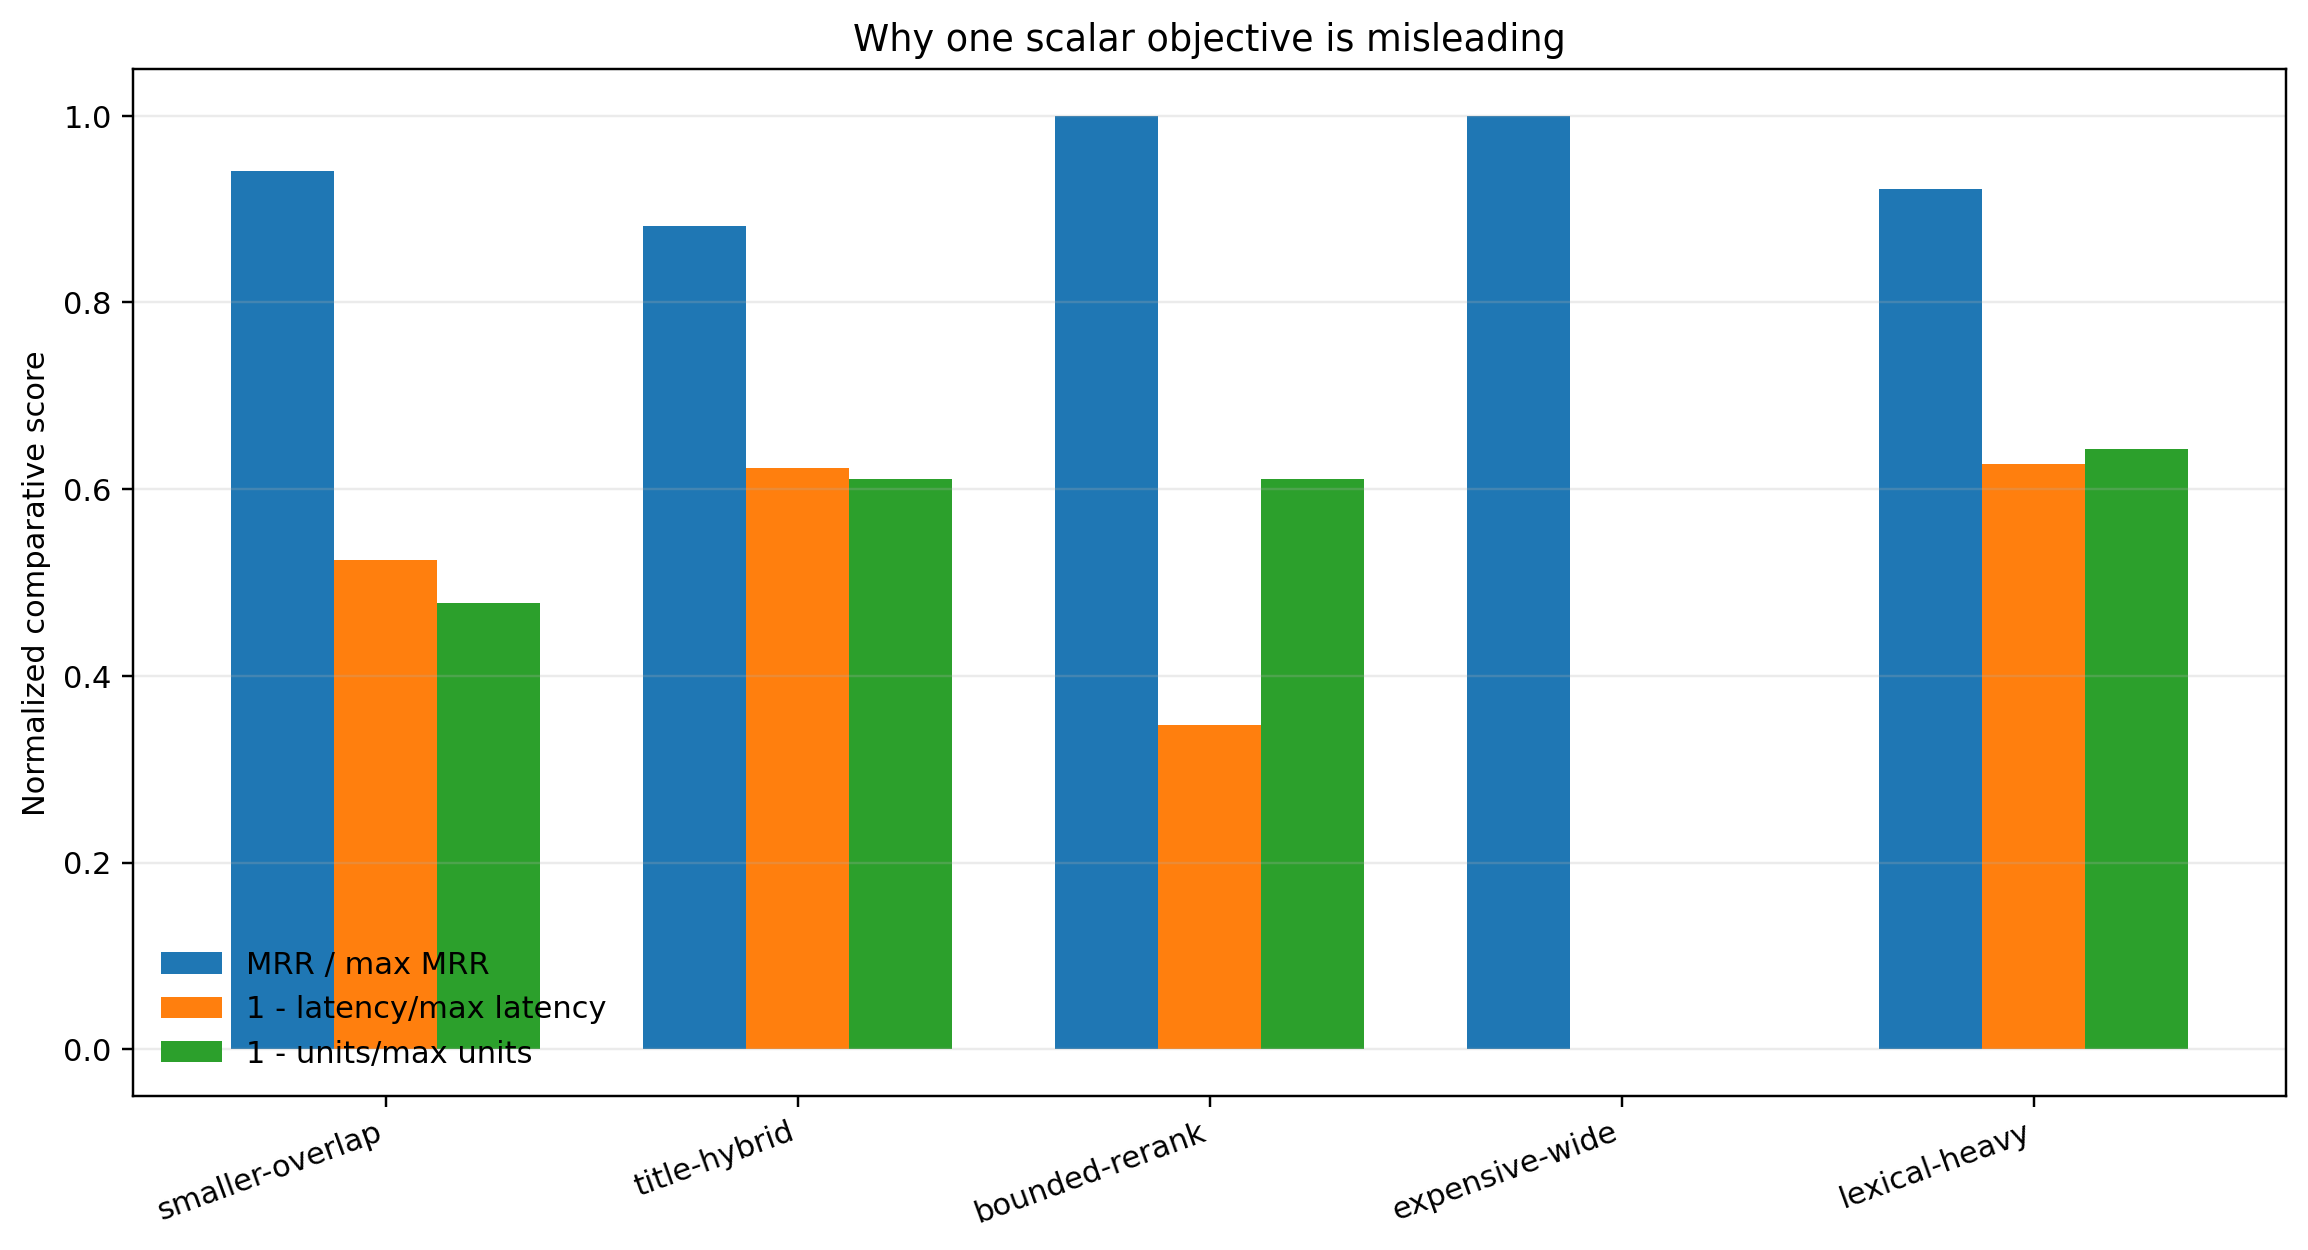 Why one scalar objective is misleading
Normalized comparative score
1.0
0.8
0.6
0.4
0.2
0.0
MRR / max MRR
1 - latency/max latency
1 - units/max units
smaller-overlap
title-hybrid
bounded-rerank
expensive-wide
lexical-heavy